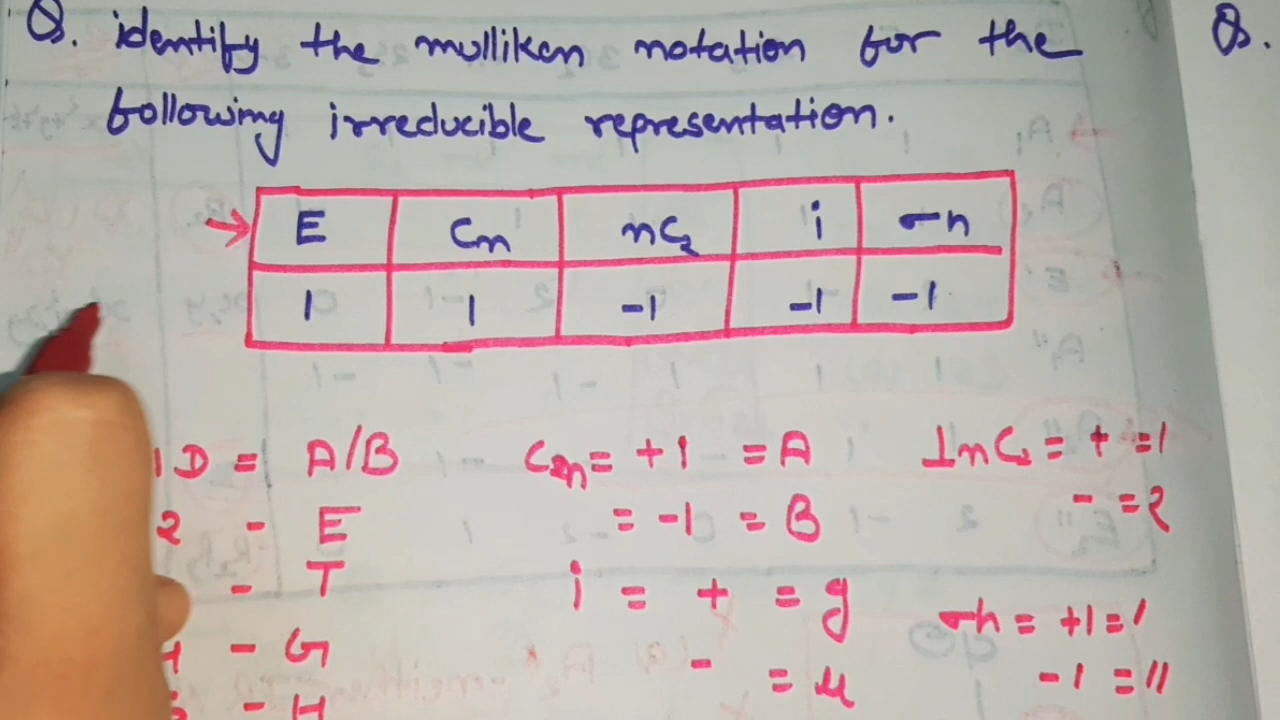 Q. identify the mulliken notation for the
following irreducible representation.
Q.
→ E Cn nC2 i σh
1 1 -1 -1 -1
1D = A/B
2 - E
- T
- G
- H
Cn = +1 = A
= -1 = B
i = + = g
- = u
⊥nC2 = + = 1
- = 2
σh = +1 = '
-1 = "